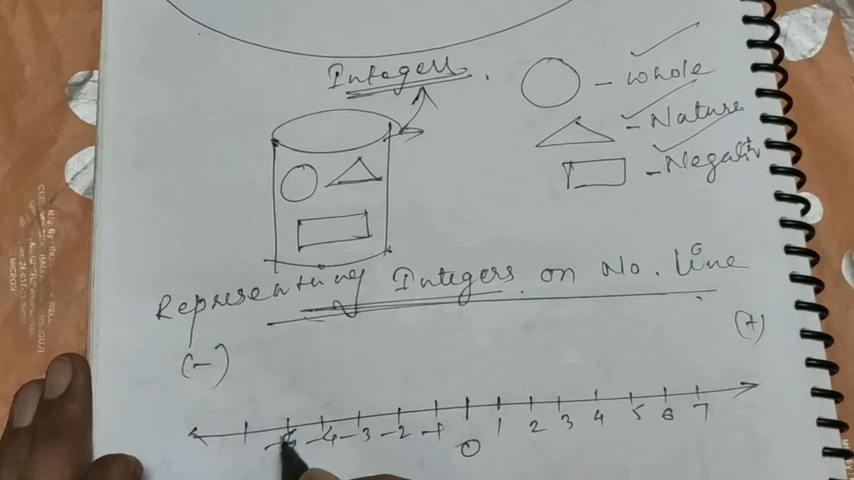 Integers.
- Whole
- Nature
- Negativ
Representing Integers on No. Line
(-) (+)
-4 -3 -2 -1 0 1 2 3 4 5 6 7